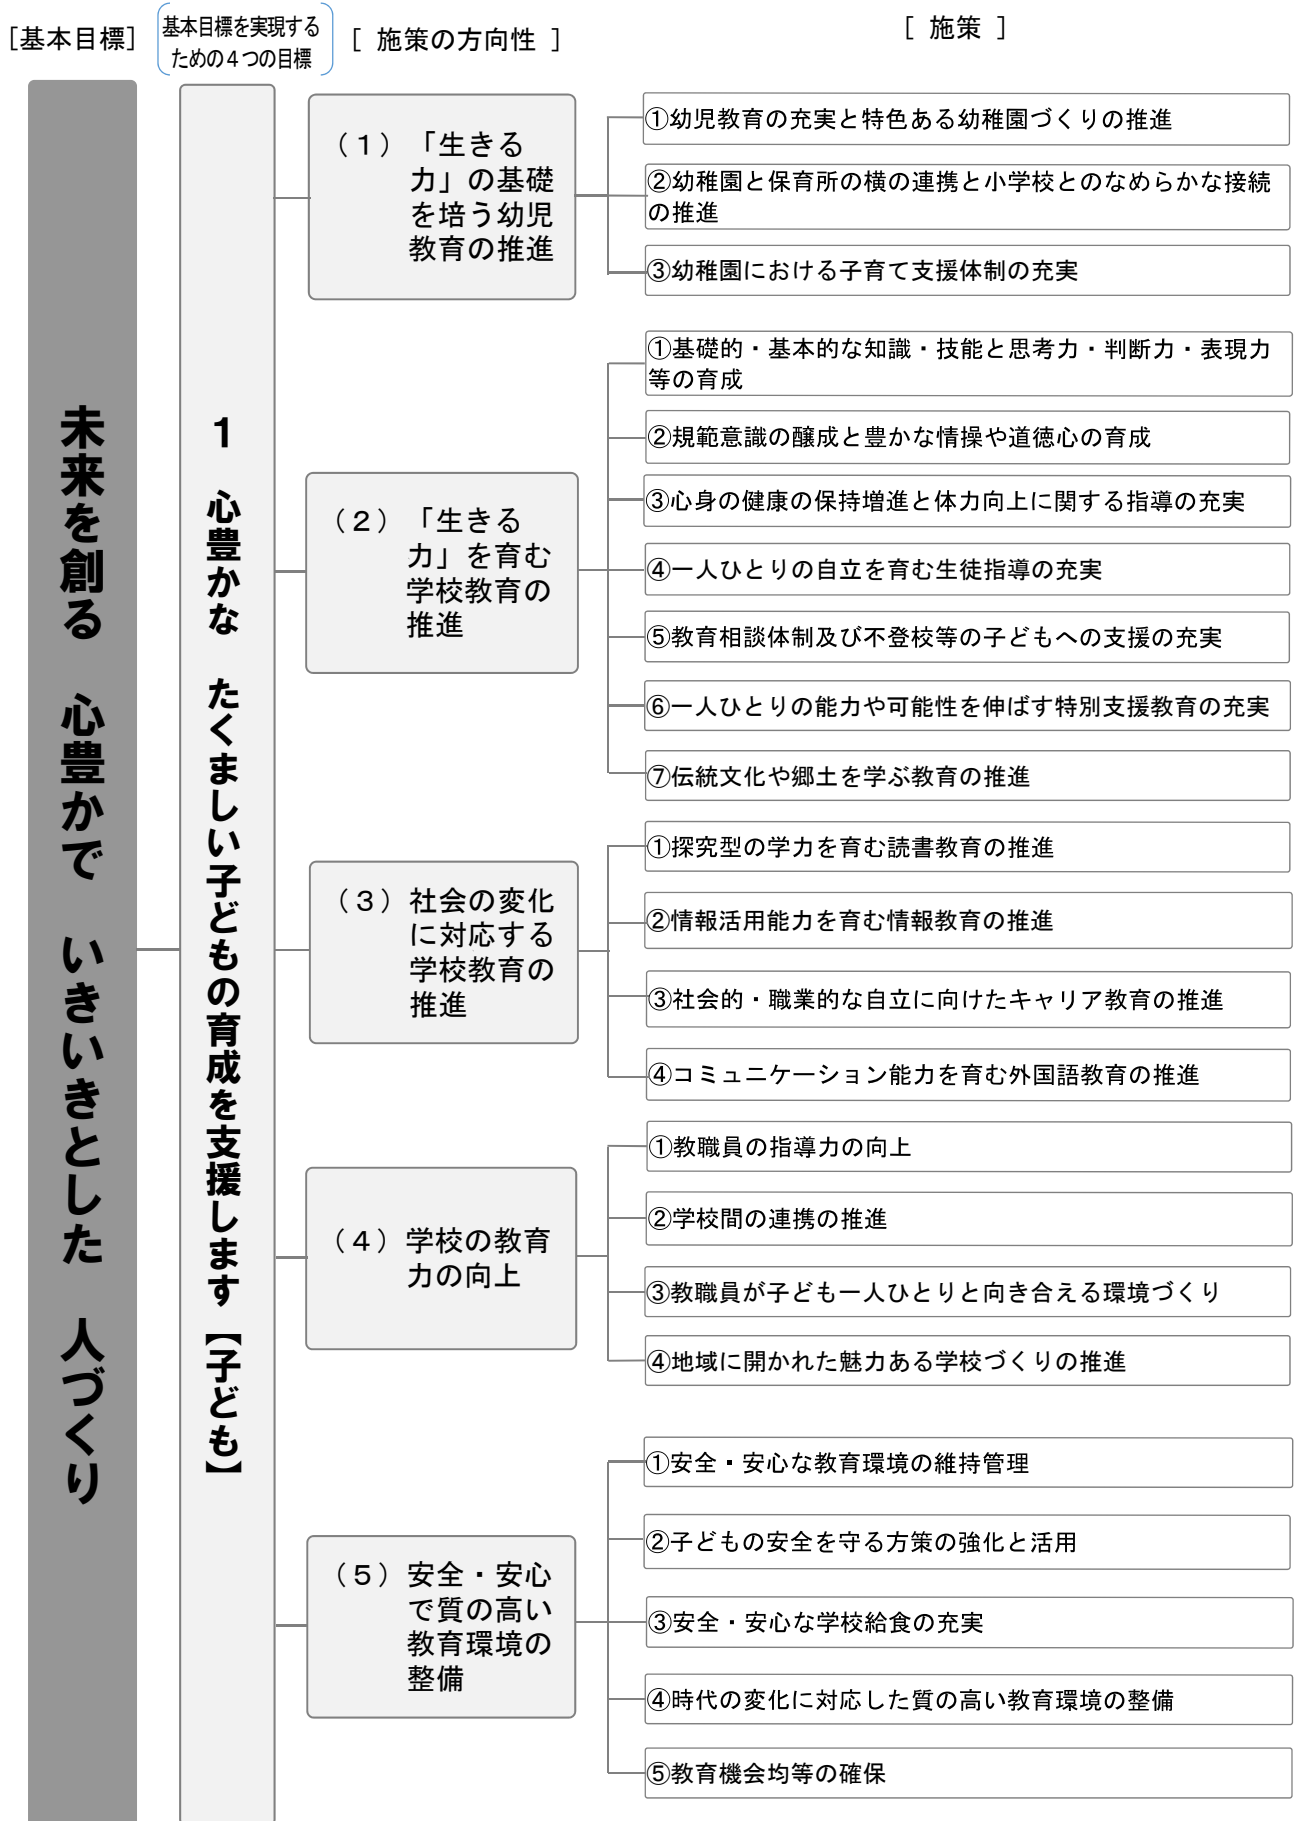 [基本目標]
基本目標を実現する
ための４つの目標
[ 施策の方向性 ]
[ 施策 ]
未来を創る　心豊かで　いきいきとした　人づくり
１　心豊かな　たくましい子どもの育成を支援します【子ども】
（１）「生きる
力」の基礎
を培う幼児
教育の推進
①幼児教育の充実と特色ある幼稚園づくりの推進
②幼稚園と保育所の横の連携と小学校とのなめらかな接続
の推進
③幼稚園における子育て支援体制の充実
（２）「生きる
力」を育む
学校教育の
推進
①基礎的・基本的な知識・技能と思考力・判断力・表現力
等の育成
②規範意識の醸成と豊かな情操や道徳心の育成
③心身の健康の保持増進と体力向上に関する指導の充実
④一人ひとりの自立を育む生徒指導の充実
⑤教育相談体制及び不登校等の子どもへの支援の充実
⑥一人ひとりの能力や可能性を伸ばす特別支援教育の充実
⑦伝統文化や郷土を学ぶ教育の推進
（３）社会の変化
に対応する
学校教育の
推進
①探究型の学力を育む読書教育の推進
②情報活用能力を育む情報教育の推進
③社会的・職業的な自立に向けたキャリア教育の推進
④コミュニケーション能力を育む外国語教育の推進
（４）学校の教育
力の向上
①教職員の指導力の向上
②学校間の連携の推進
③教職員が子ども一人ひとりと向き合える環境づくり
④地域に開かれた魅力ある学校づくりの推進
（５）安全・安心
で質の高い
教育環境の
整備
①安全・安心な教育環境の維持管理
②子どもの安全を守る方策の強化と活用
③安全・安心な学校給食の充実
④時代の変化に対応した質の高い教育環境の整備
⑤教育機会均等の確保